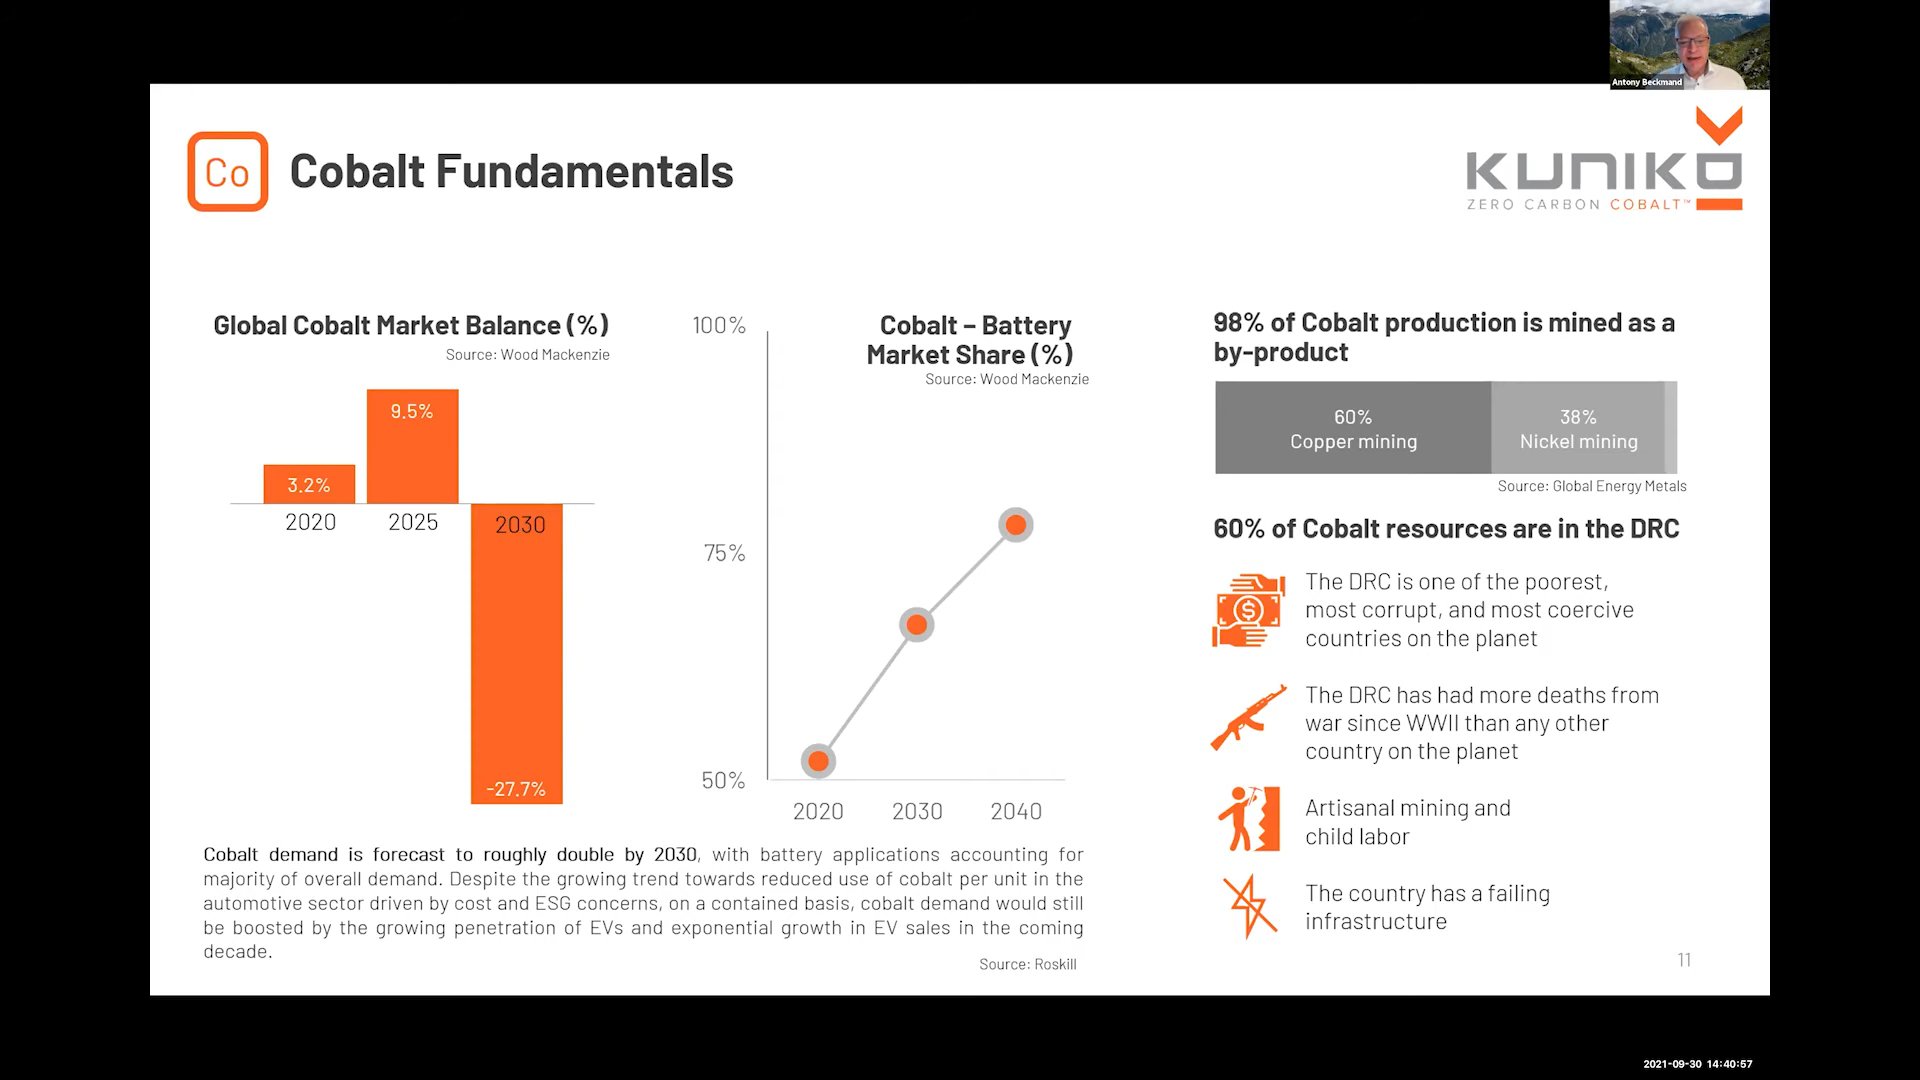 Antony Beckmand
Co
Cobalt Fundamentals
KUNIKO
ZERO CARBON COBALT™
Global Cobalt Market Balance (%)
Source: Wood Mackenzie
9.5%
3.2%
2020
2025
2030
-27.7%
Cobalt – Battery
Market Share (%)
Source: Wood Mackenzie
100%
75%
50%
2020
2030
2040
Cobalt demand is forecast to roughly double by 2030, with battery applications accounting for
majority of overall demand. Despite the growing trend towards reduced use of cobalt per unit in the
automotive sector driven by cost and ESG concerns, on a contained basis, cobalt demand would still
be boosted by the growing penetration of EVs and exponential growth in EV sales in the coming
decade.
Source: Roskill
98% of Cobalt production is mined as a
by-product
60%
Copper mining
38%
Nickel mining
Source: Global Energy Metals
60% of Cobalt resources are in the DRC
$
The DRC is one of the poorest,
most corrupt, and most coercive
countries on the planet
The DRC has had more deaths from
war since WWII than any other
country on the planet
Artisanal mining and
child labor
The country has a failing
infrastructure
11
2021-09-30 14:40:57